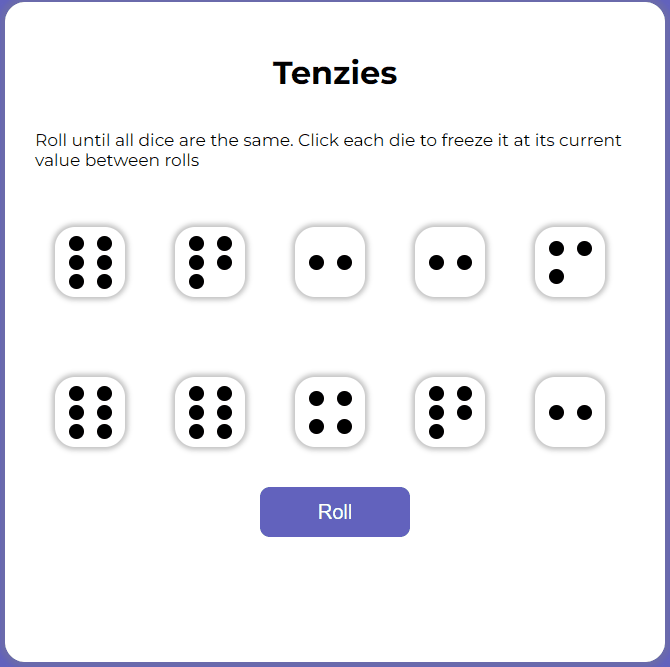 Tenzies
Roll until all dice are the same. Click each die to freeze it at its current
value between rolls
Roll